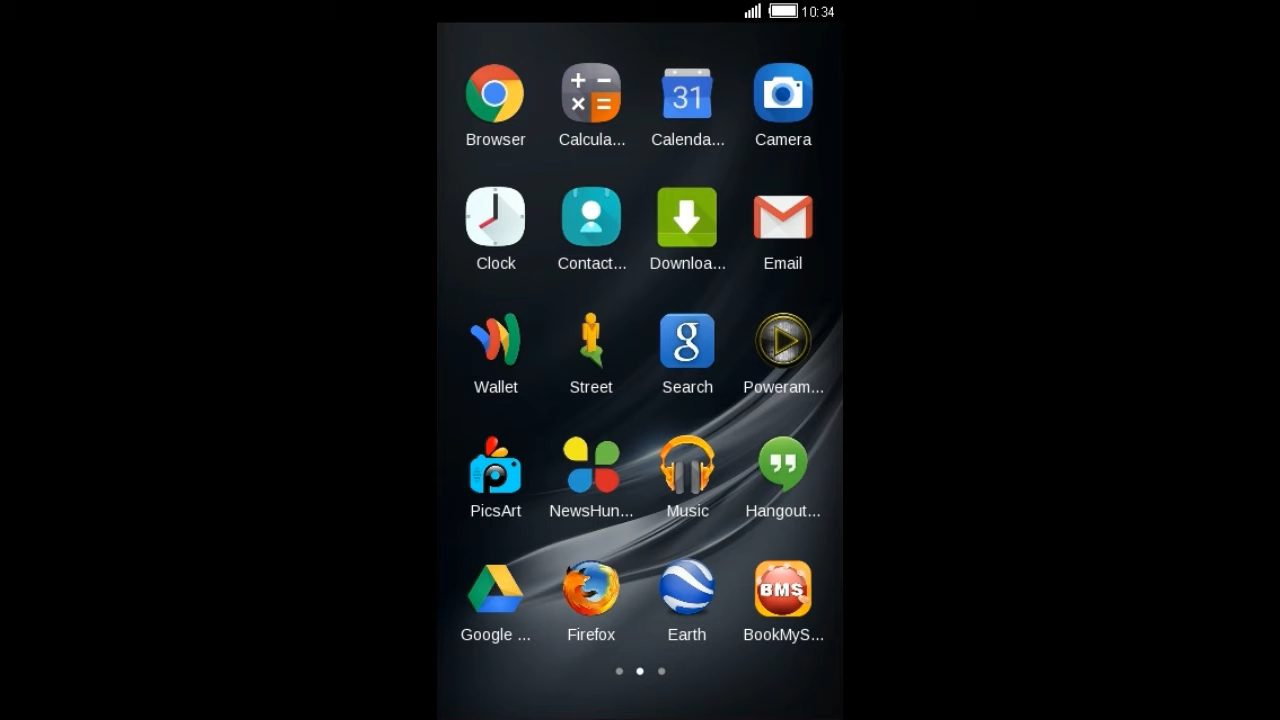 10:34
31
Browser Calcula... Calenda... Camera
Clock Contact... Downloa... Email
g
Wallet Street Search Poweram...
PicsArt NewsHun... Music Hangout...
BMS
Google ... Firefox Earth BookMyS...